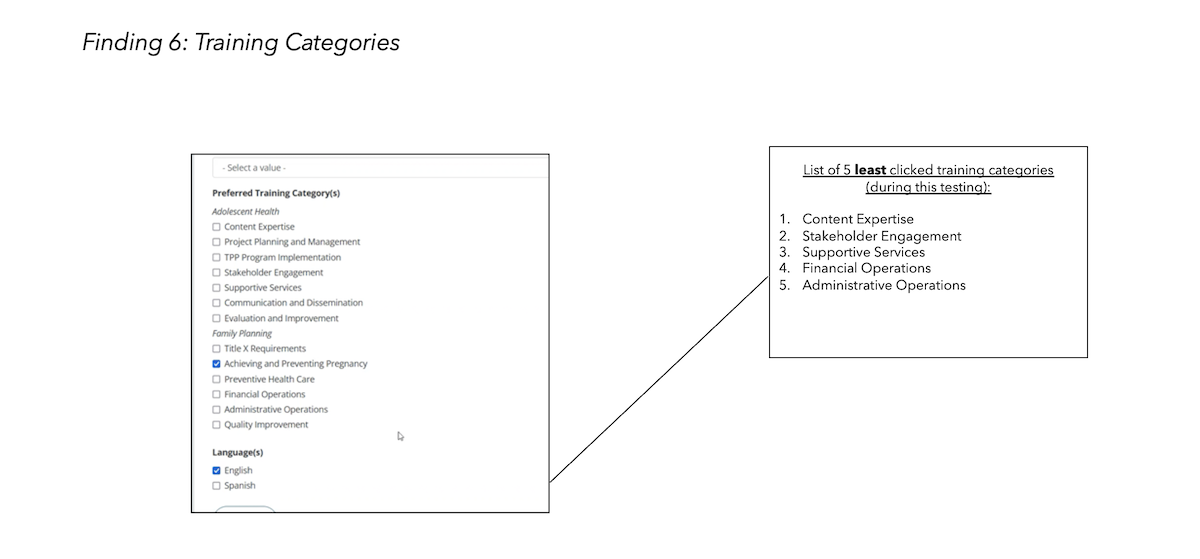 Finding 6: Training Categories
- Select a value -
Preferred Training Category(s)
Adolescent Health
Content Expertise
Project Planning and Management
TPP Program Implementation
Stakeholder Engagement
Supportive Services
Communication and Dissemination
Evaluation and Improvement
Family Planning
Title X Requirements
Achieving and Preventing Pregnancy
Preventive Health Care
Financial Operations
Administrative Operations
Quality Improvement
Language(s)
English
Spanish
List of 5 least clicked training categories
(during this testing):
1. Content Expertise
2. Stakeholder Engagement
3. Supportive Services
4. Financial Operations
5. Administrative Operations